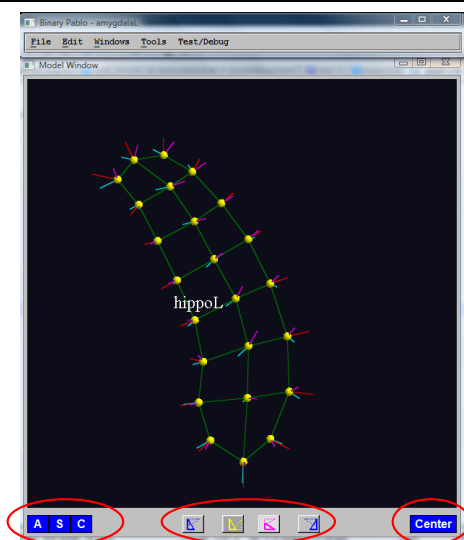 Binary Pablo - amygdalaL
File Edit Windows Tools Test/Debug
Model Window
hippoL
A S C
Center